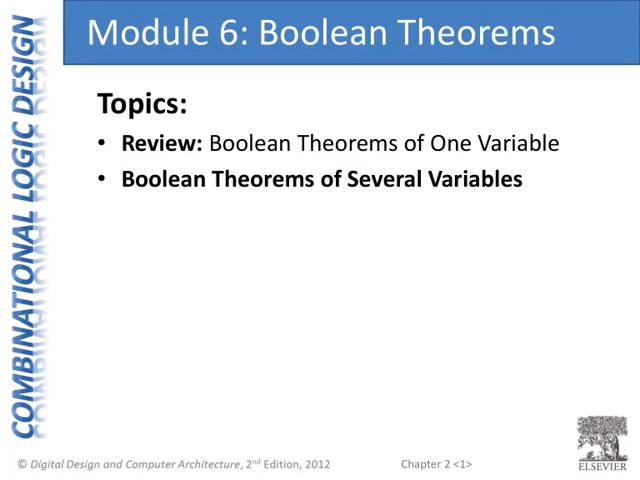 Module 6: Boolean Theorems
COMBINATIONAL LOGIC DESIGN
Topics:
• Review: Boolean Theorems of One Variable
• Boolean Theorems of Several Variables
ELSEVIER
© Digital Design and Computer Architecture, 2nd Edition, 2012
Chapter 2 <1>